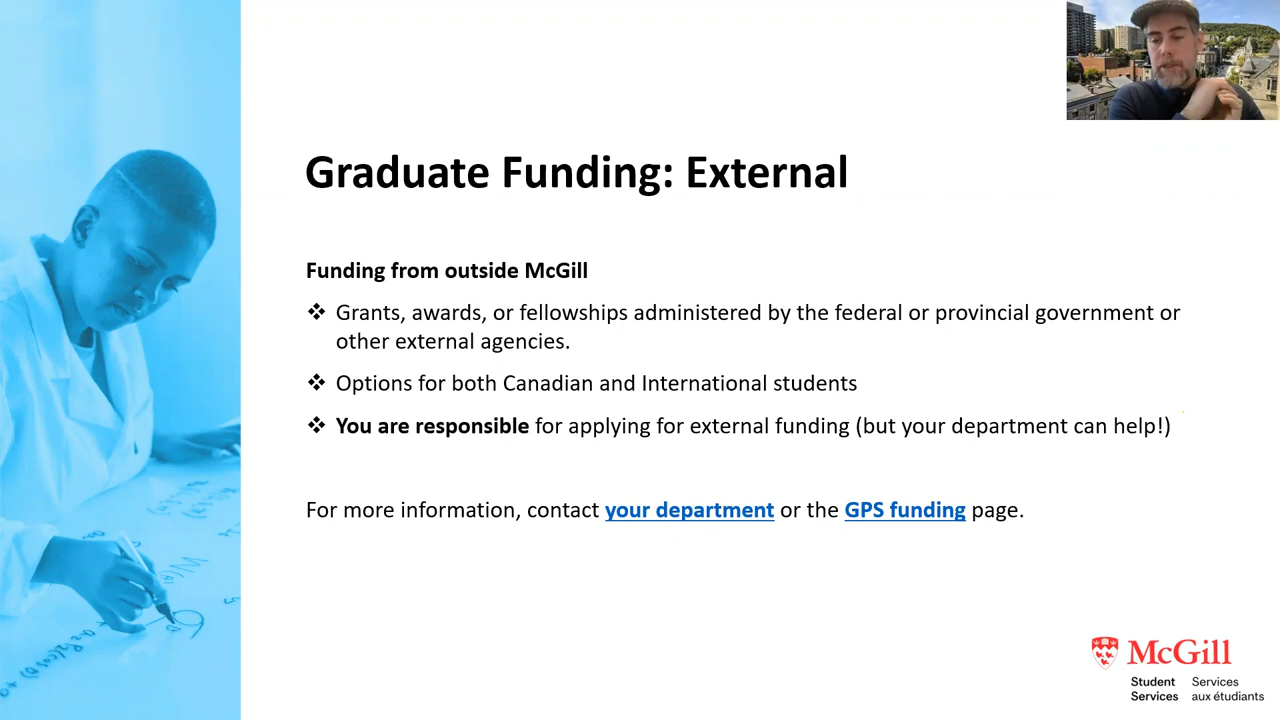 Graduate Funding: External
Funding from outside McGill
❖ Grants, awards, or fellowships administered by the federal or provincial government or
other external agencies.
❖ Options for both Canadian and International students
❖ You are responsible for applying for external funding (but your department can help!)
For more information, contact your department or the GPS funding page.
McGill
Student Services
Services aux étudiants